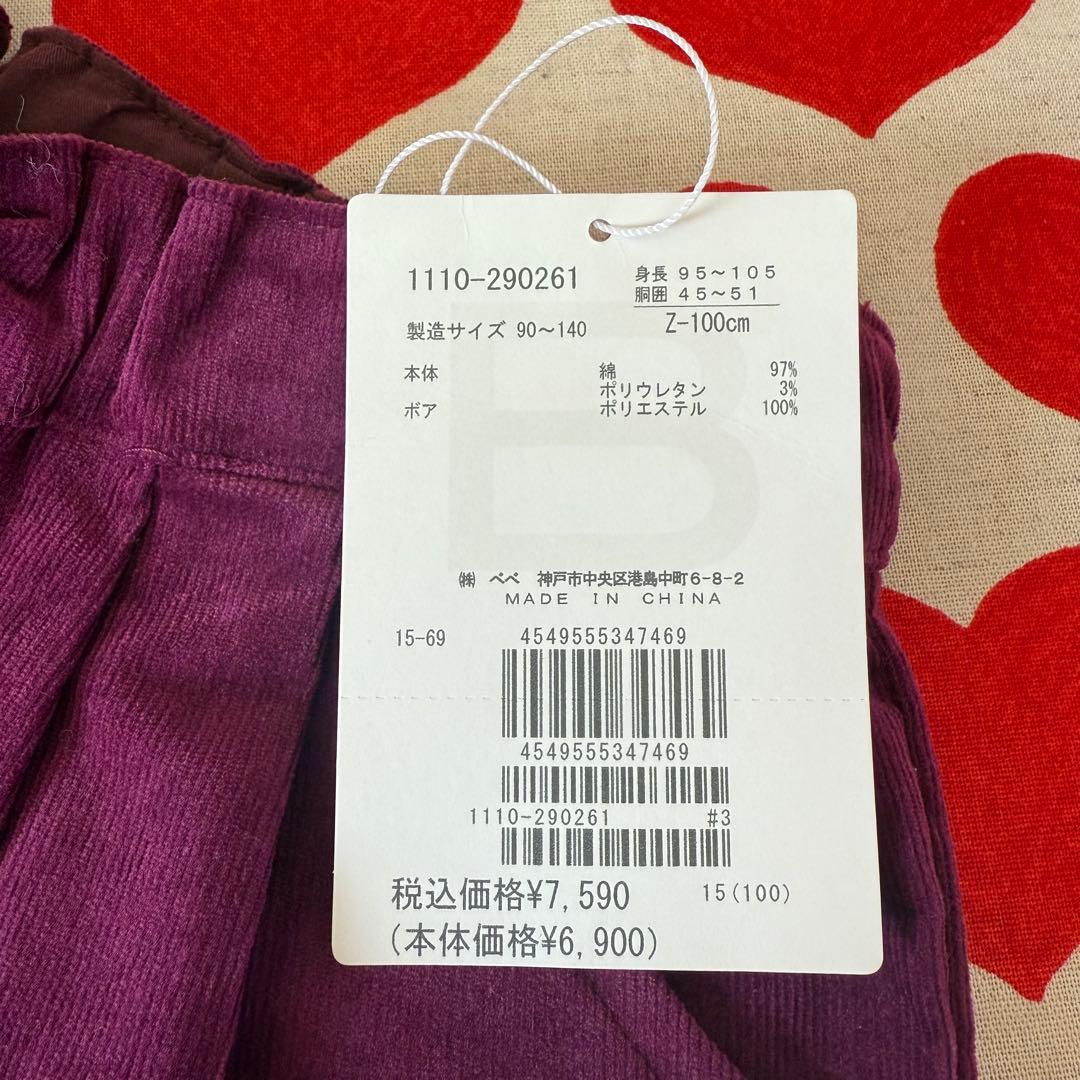 1110-290261
身長 95～105
胴囲 45～51
製造サイズ 90～140
Z-100cm
本体 綿 97%
ポリウレタン 3%
ボア ポリエステル 100%
B
㈱ べべ 神戸市中央区港島中町6-8-2
MADE IN CHINA
15-69
4549555347469
4549555347469
1110-290261 #3
税込価格¥7,590
15(100)
(本体価格¥6,900)